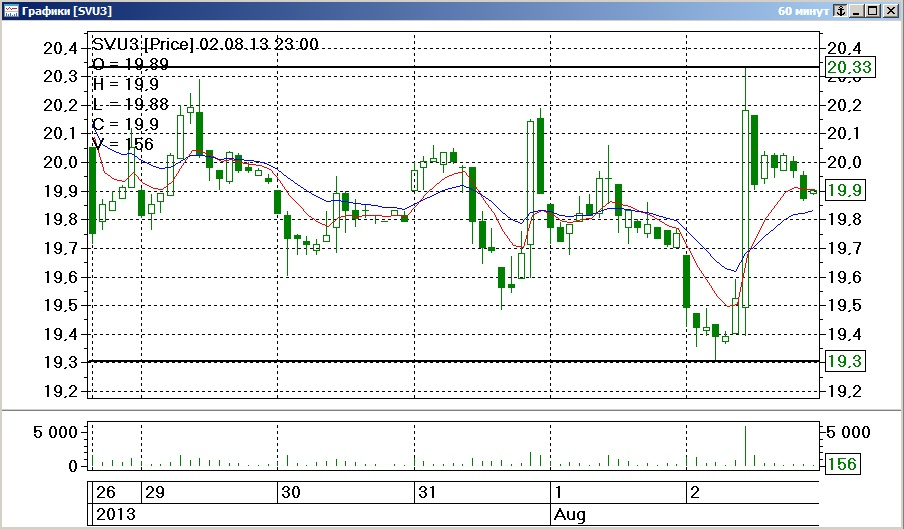 Графики [SVU3] 60 минут
SVU3 [Price] 02.08.13 23:00
O = 19.89
H = 19.9
L = 19.88
C = 19.9
V = 156
20.4 20.4
20.33
20.3
20.2 20.2
20.1 20.1
20.0 20.0
19.9 19.9
19.8 19.8
19.7 19.7
19.6 19.6
19.5 19.5
19.4 19.4
19.3 19.3
19.2 19.2
5 000 5 000
0 156
26 29 30 31 1 2
2013 Aug